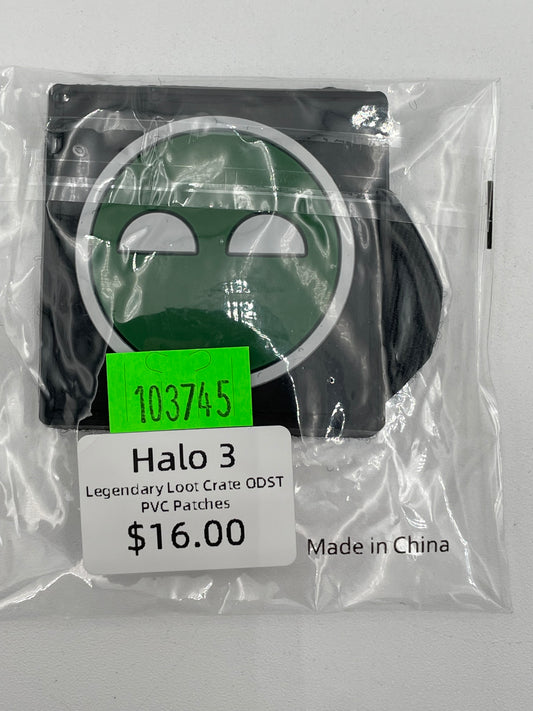 103745
Halo 3
Legendary Loot Crate ODST
PVC Patches
$16.00
Made in China